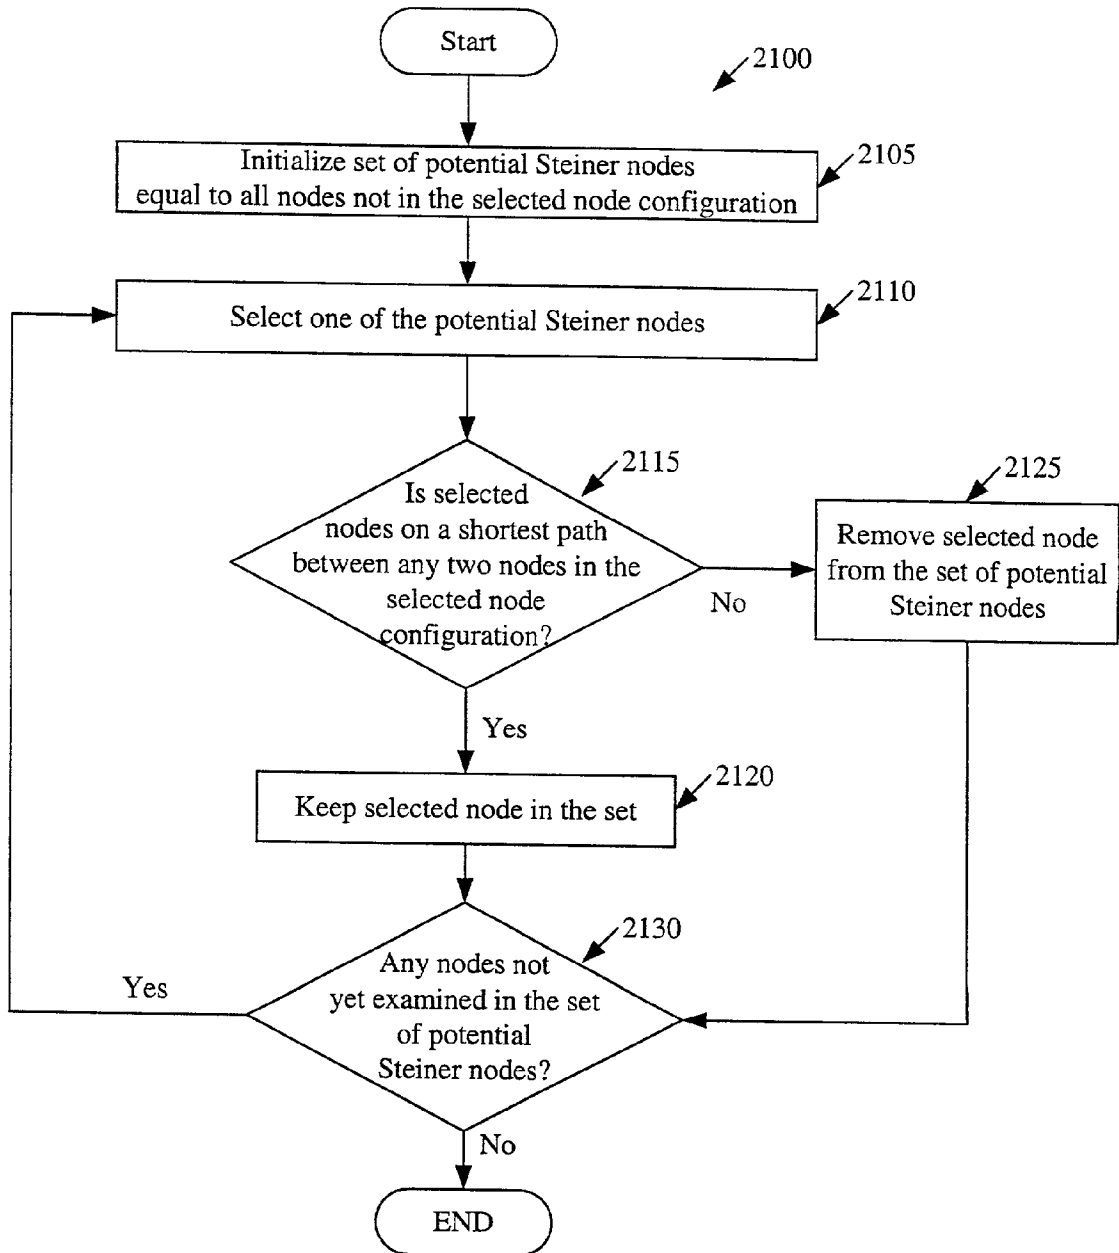 Start
2100
2105
Initialize set of potential Steiner nodes
equal to all nodes not in the selected node configuration
2110
Select one of the potential Steiner nodes
2115
Is selected
nodes on a shortest path
between any two nodes in the
selected node
configuration?
No
2125
Remove selected node
from the set of potential
Steiner nodes
Yes
2120
Keep selected node in the set
2130
Any nodes not
yet examined in the set
of potential
Steiner nodes?
Yes
No
END